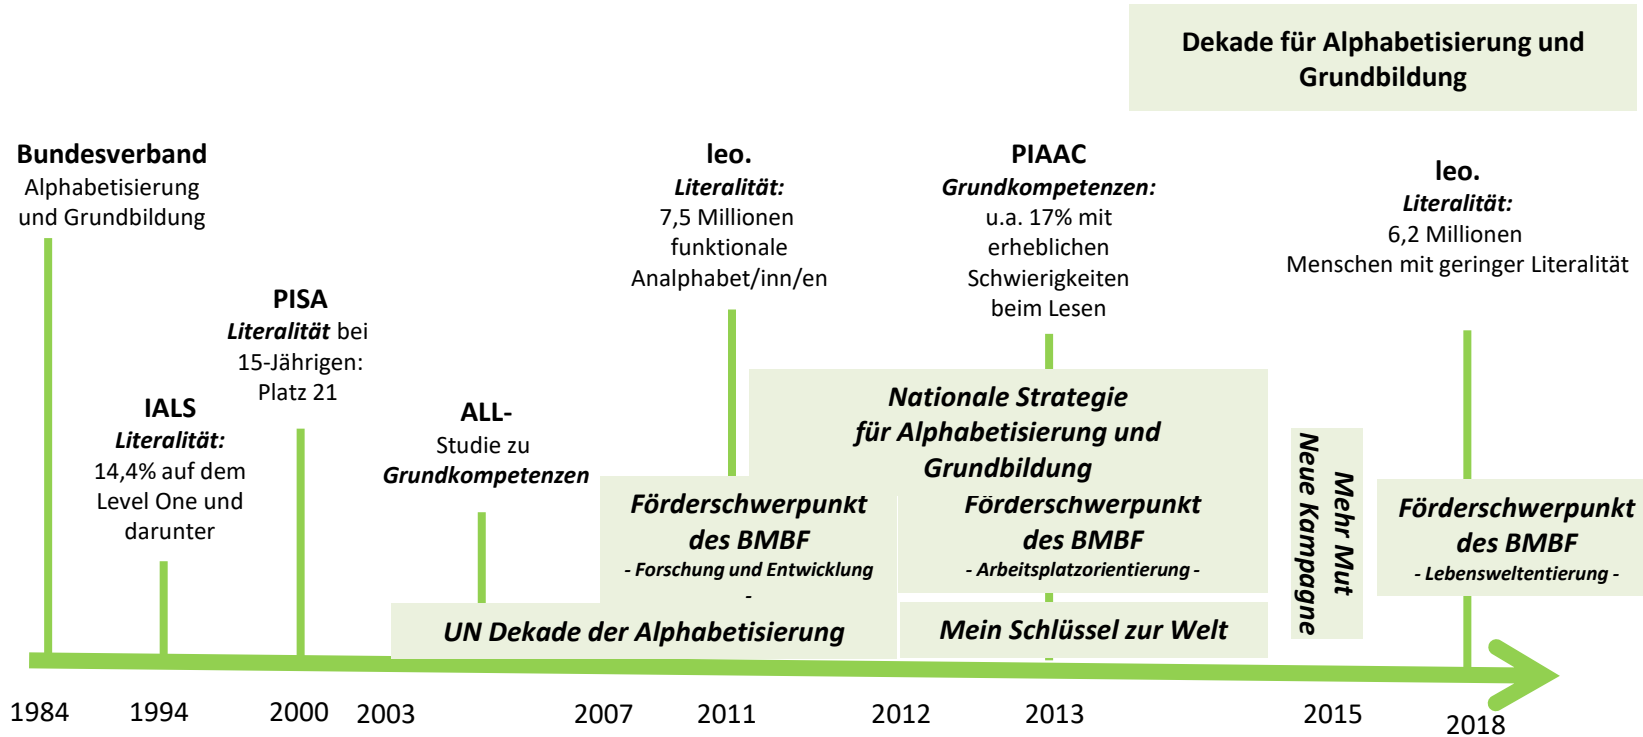 Dekade für Alphabetisierung und
Grundbildung
Bundesverband
Alphabetisierung
und Grundbildung
IALS
Literalität:
14,4% auf dem
Level One und
darunter
PISA
Literalität bei
15-Jährigen:
Platz 21
ALL-
Studie zu
Grundkompetenzen
leo.
Literalität:
7,5 Millionen
funktionale
Analphabet/inn/en
PIAAC
Grundkompetenzen:
u.a. 17% mit
erheblichen
Schwierigkeiten
beim Lesen
leo.
Literalität:
6,2 Millionen
Menschen mit geringer Literalität
Nationale Strategie
für Alphabetisierung und
Grundbildung
Förderschwerpunkt
des BMBF
- Forschung und Entwicklung
-
Förderschwerpunkt
des BMBF
- Arbeitsplatzorientierung -
Mehr Mut
Neue Kampagne
Förderschwerpunkt
des BMBF
- Lebensweltentierung -
UN Dekade der Alphabetisierung
Mein Schlüssel zur Welt
1984
1994
2000
2003
2007
2011
2012
2013
2015
2018